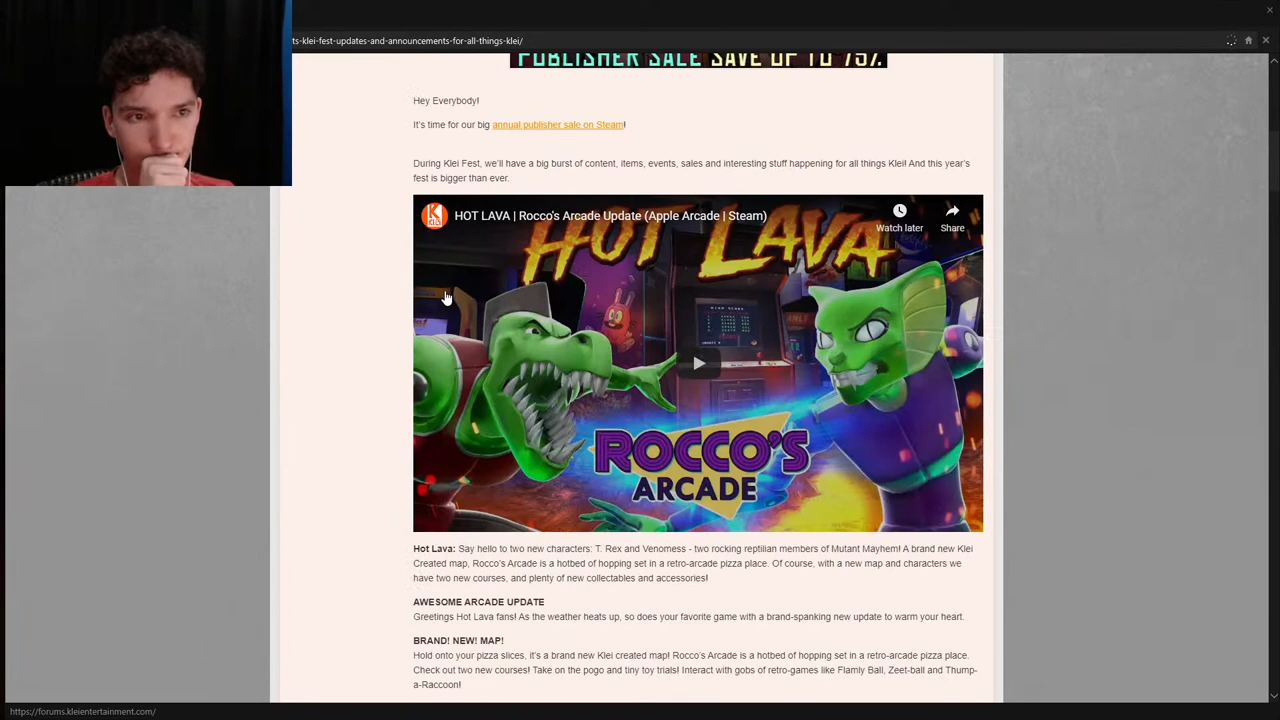 ts-klei-fest-updates-and-announcements-for-all-things-klei/
PUBLISHER SALE SAVE UP TO 75%
Hey Everybody!
It's time for our big annual publisher sale on Steam!
During Klei Fest, we'll have a big burst of content, items, events, sales and interesting stuff happening for all things Klei! And this year's
fest is bigger than ever.
HOT LAVA | Rocco's Arcade Update (Apple Arcade | Steam)
Watch later
Share
KLEI
HOT LAVA
ROCCO'S
ARCADE
Hot Lava: Say hello to two new characters: T. Rex and Venomess - two rocking reptilian members of Mutant Mayhem! A brand new Klei
Created map, Rocco's Arcade is a hotbed of hopping set in a retro-arcade pizza place. Of course, with a new map and characters we
have two new courses, and plenty of new collectables and accessories!
AWESOME ARCADE UPDATE
Greetings Hot Lava fans! As the weather heats up, so does your favorite game with a brand-spanking new update to warm your heart.
BRAND! NEW! MAP!
Hold onto your pizza slices, it's a brand new Klei created map! Rocco's Arcade is a hotbed of hopping set in a retro-arcade pizza place.
Check out two new courses! Take on the pogo and tiny toy trials! Interact with gobs of retro-games like Flamly Ball, Zeet-ball and Thump-
a-Raccoon!
https://forums.kleientertainment.com/